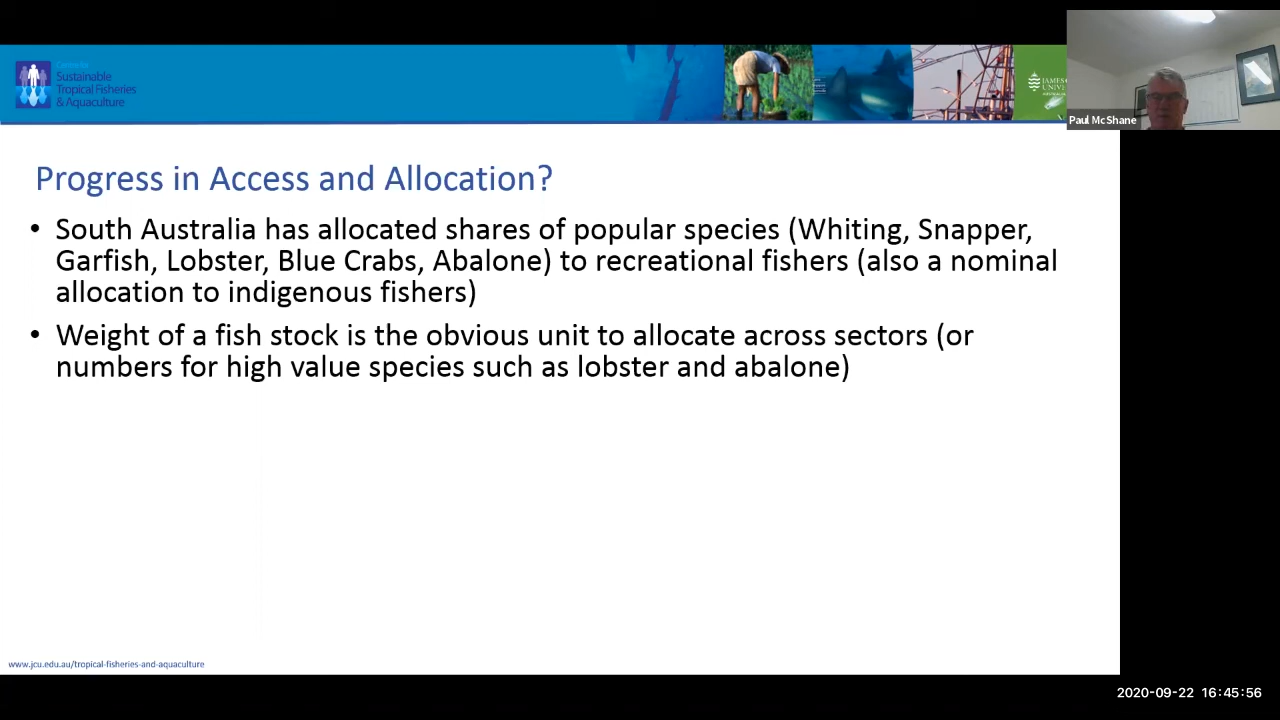 Centre for
Sustainable
Tropical Fisheries
& Aquaculture
Paul McShane
Progress in Access and Allocation?
• South Australia has allocated shares of popular species (Whiting, Snapper,
Garfish, Lobster, Blue Crabs, Abalone) to recreational fishers (also a nominal
allocation to indigenous fishers)
• Weight of a fish stock is the obvious unit to allocate across sectors (or
numbers for high value species such as lobster and abalone)
www.jcu.edu.au/tropical-fisheries-and-aquaculture
2020-09-22 16:45:56